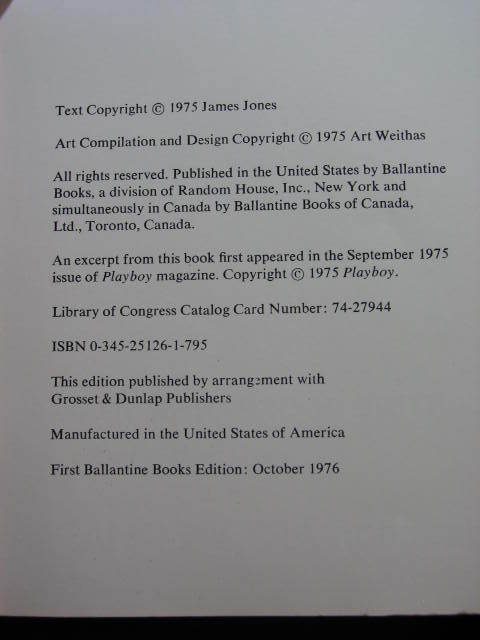 Text Copyright © 1975 James Jones
Art Compilation and Design Copyright © 1975 Art Weithas
All rights reserved. Published in the United States by Ballantine
Books, a division of Random House, Inc., New York and
simultaneously in Canada by Ballantine Books of Canada,
Ltd., Toronto, Canada.
An excerpt from this book first appeared in the September 1975
issue of Playboy magazine. Copyright © 1975 Playboy.
Library of Congress Catalog Card Number: 74-27944
ISBN 0-345-25126-1-795
This edition published by arrangement with
Grosset & Dunlap Publishers
Manufactured in the United States of America
First Ballantine Books Edition: October 1976